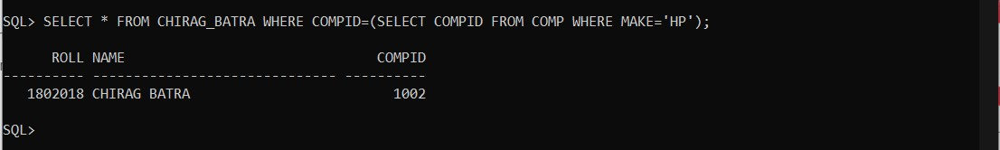 SQL> SELECT * FROM CHIRAG_BATRA WHERE COMPID=(SELECT COMPID FROM COMP WHERE MAKE='HP');
ROLL NAME COMPID
---------- ------------------------------ ----------
1802018 CHIRAG BATRA 1002
SQL>